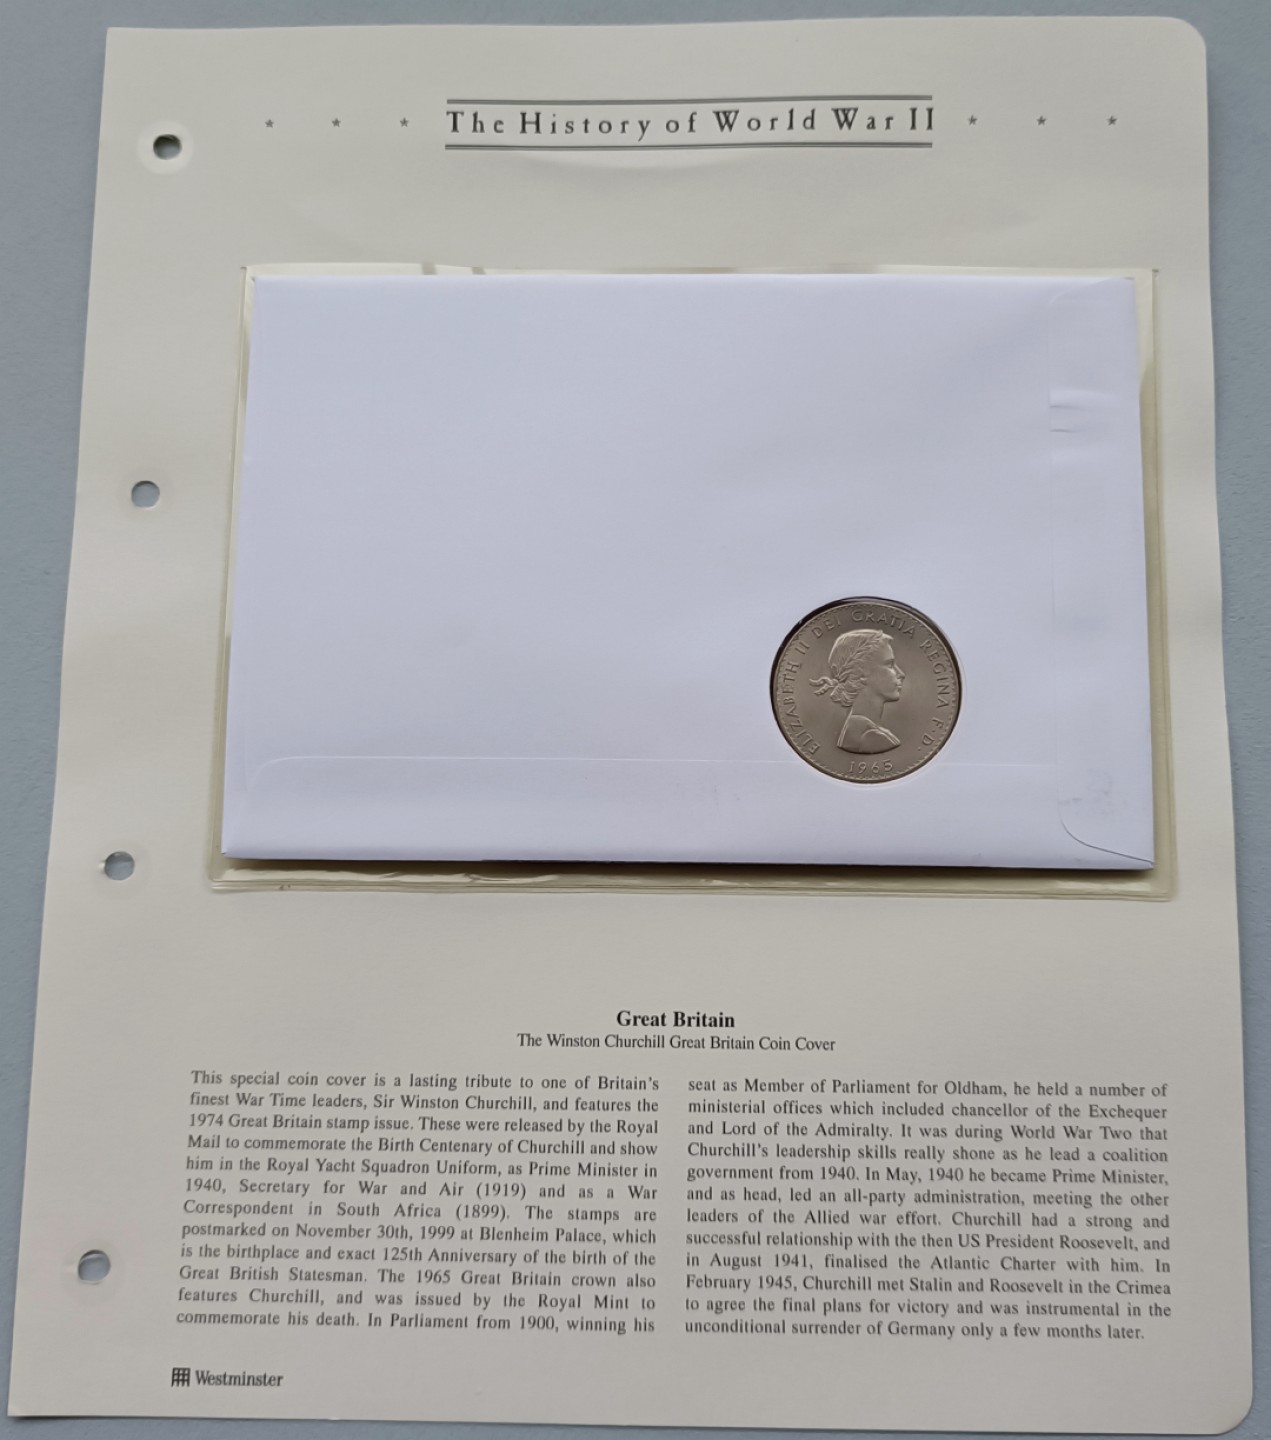 * * * The History of World War II * * *
ELIZABETH II DEI GRATIA REGINA F·D·
1965
Great Britain
The Winston Churchill Great Britain Coin Cover
This special coin cover is a lasting tribute to one of Britain's
finest War Time leaders, Sir Winston Churchill, and features the
1974 Great Britain stamp issue. These were released by the Royal
Mail to commemorate the Birth Centenary of Churchill and show
him in the Royal Yacht Squadron Uniform, as Prime Minister in
1940, Secretary for War and Air (1919) and as a War
Correspondent in South Africa (1899). The stamps are
postmarked on November 30th, 1999 at Blenheim Palace, which
is the birthplace and exact 125th Anniversary of the birth of the
Great British Statesman. The 1965 Great Britain crown also
features Churchill, and was issued by the Royal Mint to
commemorate his death. In Parliament from 1900, winning his
seat as Member of Parliament for Oldham, he held a number of
ministerial offices which included chancellor of the Exchequer
and Lord of the Admiralty. It was during World War Two that
Churchill's leadership skills really shone as he lead a coalition
government from 1940. In May, 1940 he became Prime Minister,
and as head, led an all-party administration, meeting the other
leaders of the Allied war effort. Churchill had a strong and
successful relationship with the then US President Roosevelt, and
in August 1941, finalised the Atlantic Charter with him. In
February 1945, Churchill met Stalin and Roosevelt in the Crimea
to agree the final plans for victory and was instrumental in the
unconditional surrender of Germany only a few months later.
Westminster